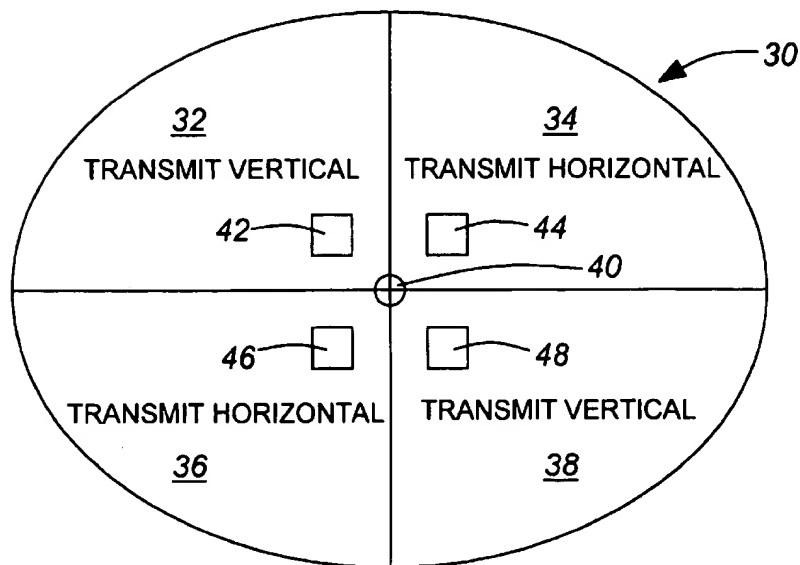 30
32
34
TRANSMIT VERTICAL
TRANSMIT HORIZONTAL
42
44
40
46
48
TRANSMIT HORIZONTAL
TRANSMIT VERTICAL
36
38